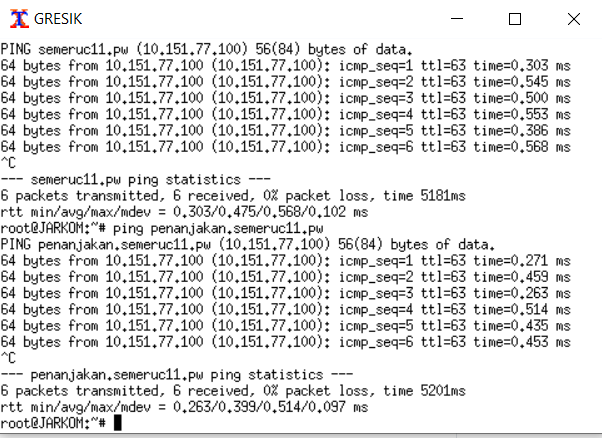 GRESIK
PING semeruc11.pw (10.151.77.100) 56(84) bytes of data.
64 bytes from 10.151.77.100 (10.151.77.100): icmp_seq=1 ttl=63 time=0.303 ms
64 bytes from 10.151.77.100 (10.151.77.100): icmp_seq=2 ttl=63 time=0.545 ms
64 bytes from 10.151.77.100 (10.151.77.100): icmp_seq=3 ttl=63 time=0.500 ms
64 bytes from 10.151.77.100 (10.151.77.100): icmp_seq=4 ttl=63 time=0.553 ms
64 bytes from 10.151.77.100 (10.151.77.100): icmp_seq=5 ttl=63 time=0.386 ms
64 bytes from 10.151.77.100 (10.151.77.100): icmp_seq=6 ttl=63 time=0.568 ms
^C
--- semeruc11.pw ping statistics ---
6 packets transmitted, 6 received, 0% packet loss, time 5181ms
rtt min/avg/max/mdev = 0.303/0.475/0.568/0.102 ms
root@JARKOM:~# ping penanjakan.semeruc11.pw
PING penanjakan.semeruc11.pw (10.151.77.100) 56(84) bytes of data.
64 bytes from 10.151.77.100 (10.151.77.100): icmp_seq=1 ttl=63 time=0.271 ms
64 bytes from 10.151.77.100 (10.151.77.100): icmp_seq=2 ttl=63 time=0.459 ms
64 bytes from 10.151.77.100 (10.151.77.100): icmp_seq=3 ttl=63 time=0.263 ms
64 bytes from 10.151.77.100 (10.151.77.100): icmp_seq=4 ttl=63 time=0.514 ms
64 bytes from 10.151.77.100 (10.151.77.100): icmp_seq=5 ttl=63 time=0.435 ms
64 bytes from 10.151.77.100 (10.151.77.100): icmp_seq=6 ttl=63 time=0.453 ms
^C
--- penanjakan.semeruc11.pw ping statistics ---
6 packets transmitted, 6 received, 0% packet loss, time 5201ms
rtt min/avg/max/mdev = 0.263/0.399/0.514/0.097 ms
root@JARKOM:~#